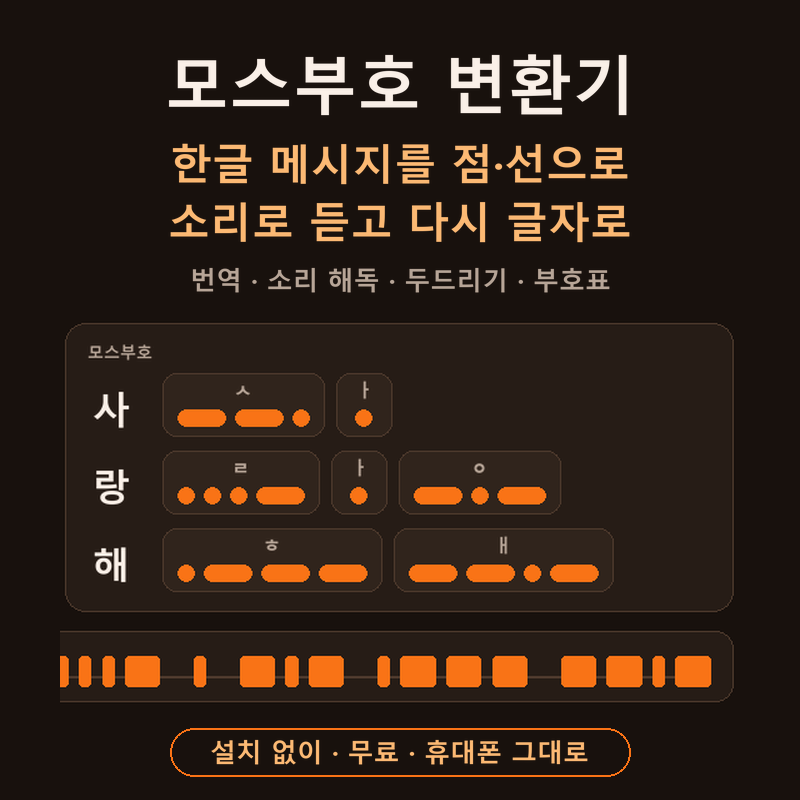 모스부호 변환기
한글 메시지를 점·선으로
소리로 듣고 다시 글자로
번역 · 소리 해독 · 두드리기 · 부호표
모스부호
사 ㅅ ㅏ
랑 ㄹ ㅏ ㅇ
해 ㅎ ㅐ
설치 없이 · 무료 · 휴대폰 그대로